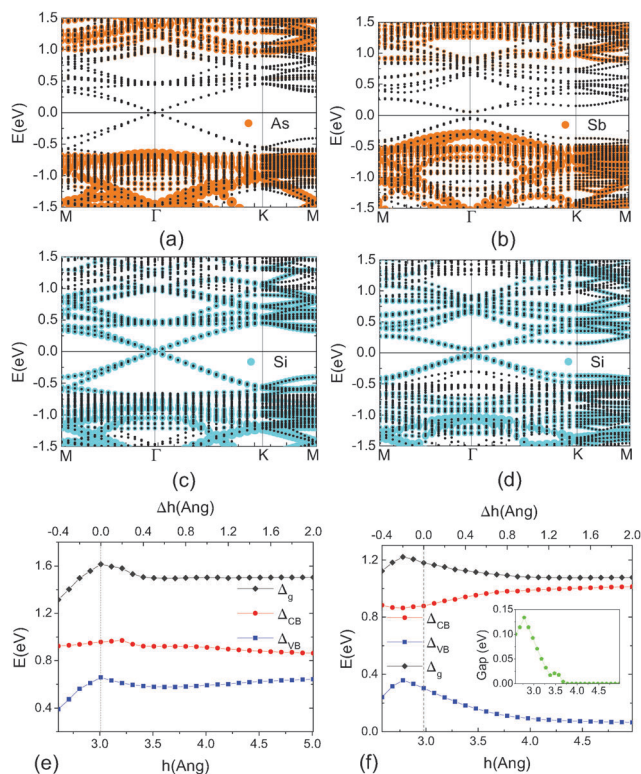 1.5
1.0
0.5
0.0
-0.5
-1.0
-1.5
E(eV)
As
M Γ K M
(a)
1.5
1.0
0.5
0.0
-0.5
-1.0
-1.5
E(eV)
Sb
M Γ K M
(b)
1.5
1.0
0.5
0.0
-0.5
-1.0
-1.5
E(eV)
Si
M Γ K M
(c)
1.5
1.0
0.5
0.0
-0.5
-1.0
-1.5
E(eV)
Si
M Γ K M
(d)
Δh(Ang)
-0.4 0.0 0.4 0.8 1.2 1.6 2.0
1.6
1.2
0.8
0.4
E(eV)
Δg
ΔCB
ΔVB
3.0 3.5 4.0 4.5 5.0
(e)
h(Ang)
Δh(Ang)
-0.4 0.0 0.4 0.8 1.2 1.6 2.0
1.2
0.9
0.6
0.3
0.0
E(eV)
ΔCB
ΔVB
Δg
Gap (eV)
0.15
0.10
0.05
0.00
3.0 3.5 4.0 4.5
3.0 3.5 4.0 4.5 5.0
(f)
h(Ang)